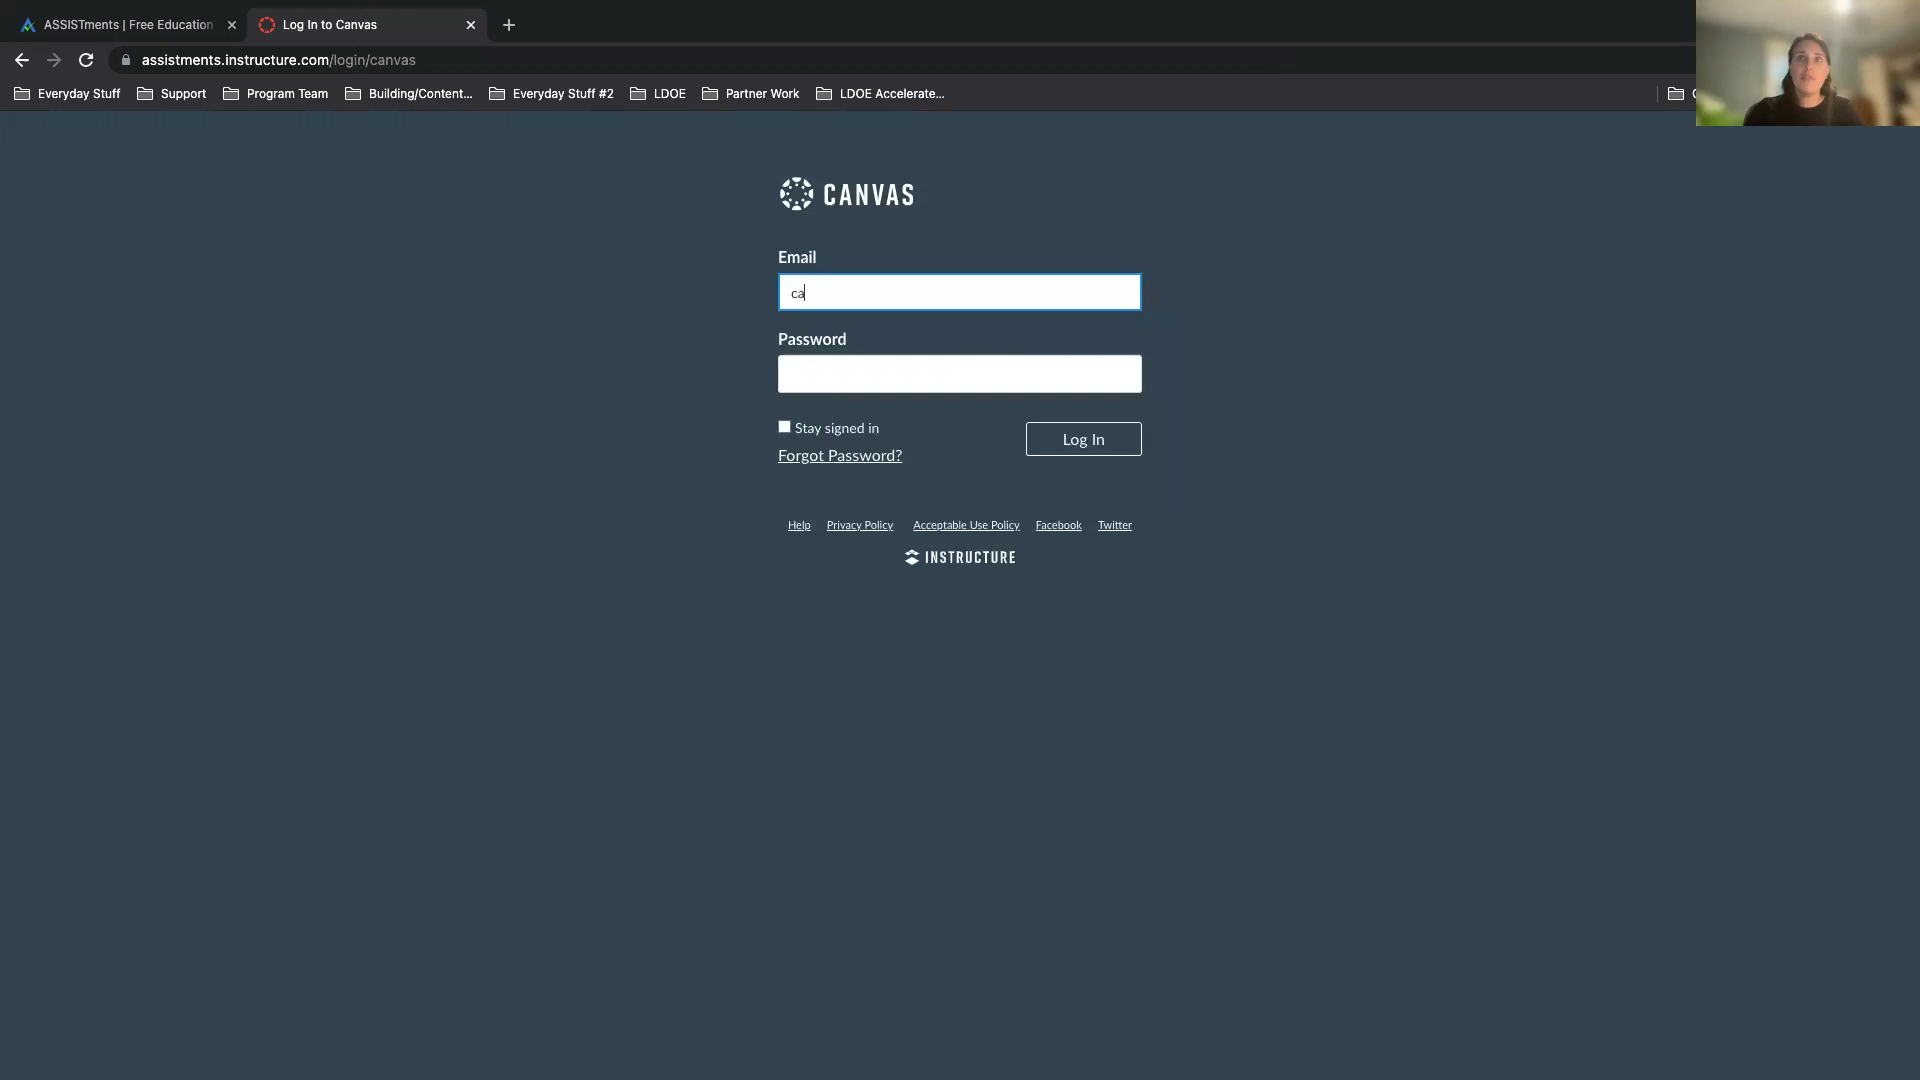 ASSISTments | Free Education
Log In to Canvas
assistments.instructure.com/login/canvas
Everyday Stuff
Support
Program Team
Building/Content...
Everyday Stuff #2
LDOE
Partner Work
LDOE Accelerate...
CANVAS
Email
ca
Password
Stay signed in
Log In
Forgot Password?
Help Privacy Policy Acceptable Use Policy Facebook Twitter
INSTRUCTURE